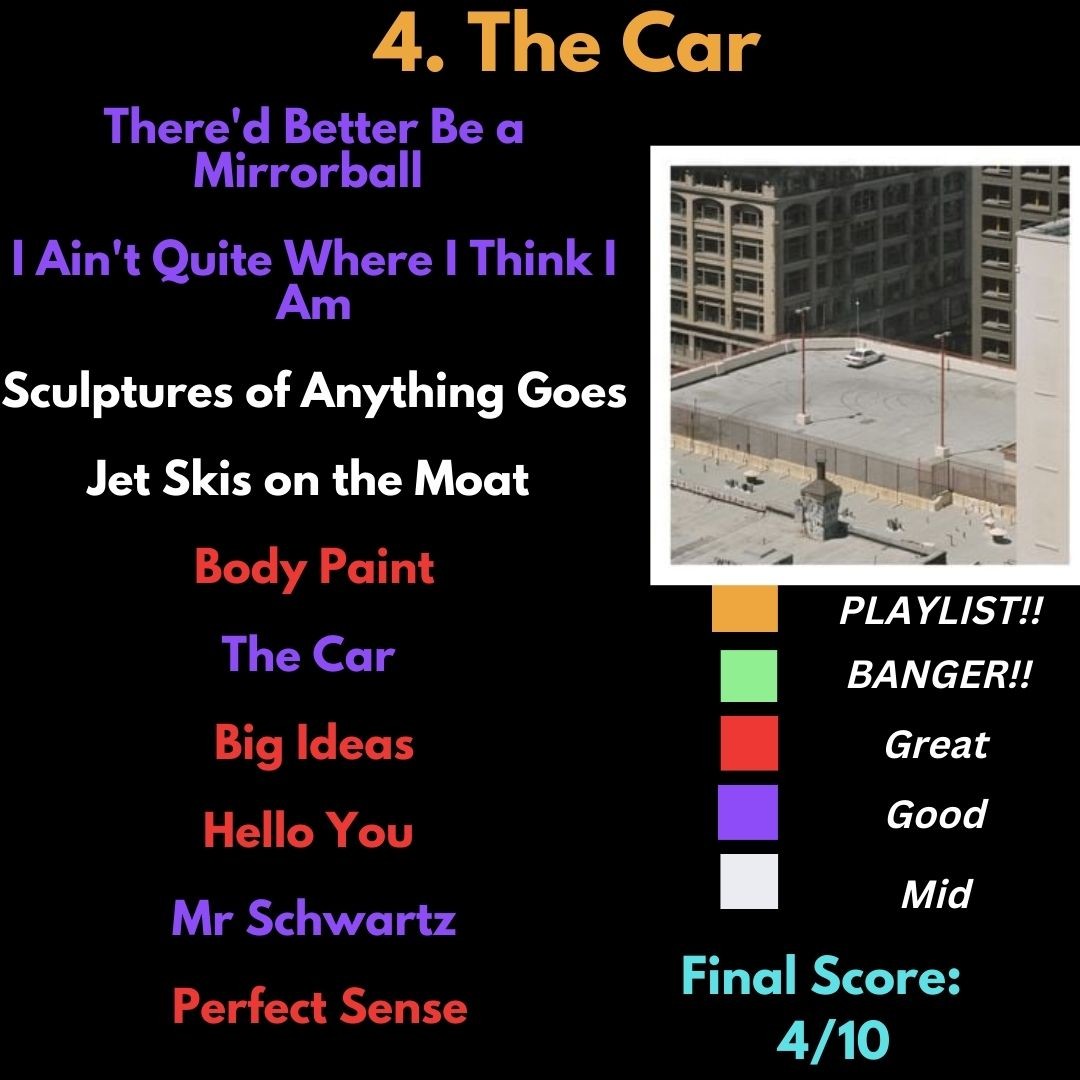 4. The Car
There'd Better Be a
Mirrorball
I Ain't Quite Where I Think I
Am
Sculptures of Anything Goes
Jet Skis on the Moat
Body Paint
The Car
Big Ideas
Hello You
Mr Schwartz
Perfect Sense
PLAYLIST!!
BANGER!!
Great
Good
Mid
Final Score:
4/10